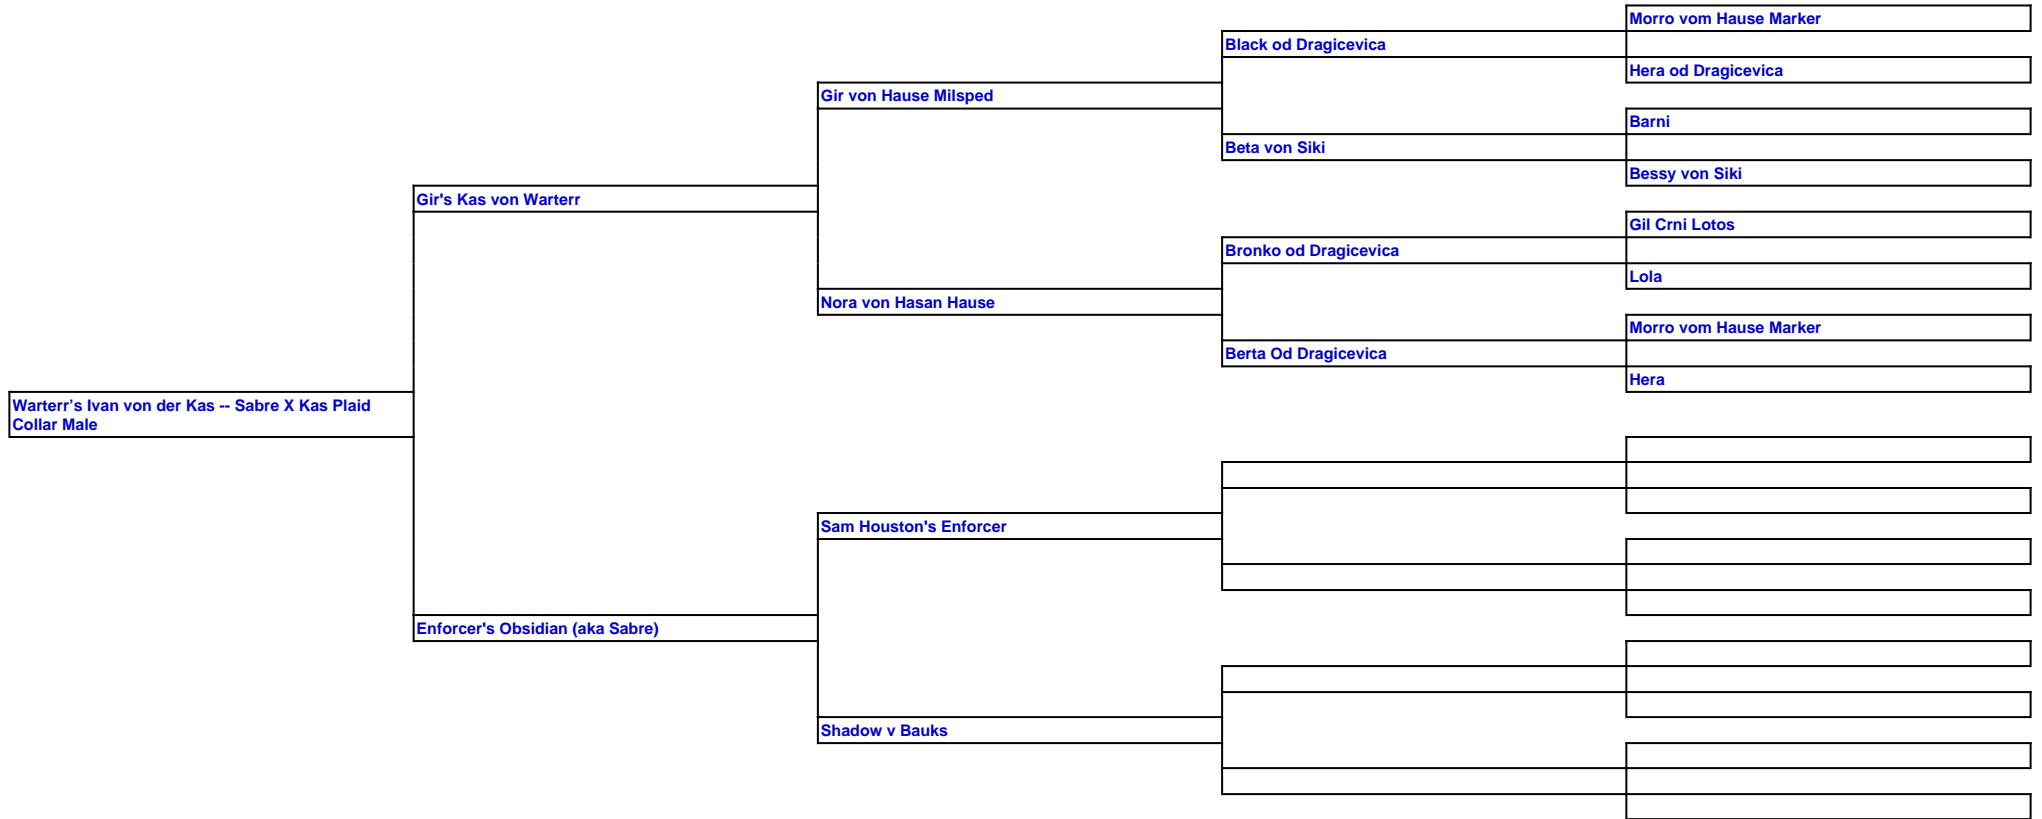 Morro vom Hause Marker
Black od Dragicevica
Hera od Dragicevica
Gir von Hause Milsped
Barni
Beta von Siki
Bessy von Siki
Gir's Kas von Warterr
Gil Crni Lotos
Bronko od Dragicevica
Lola
Nora von Hasan Hause
Morro vom Hause Marker
Berta Od Dragicevica
Hera
Warterr’s Ivan von der Kas -- Sabre X Kas Plaid
Collar Male
Sam Houston's Enforcer
Enforcer's Obsidian (aka Sabre)
Shadow v Bauks